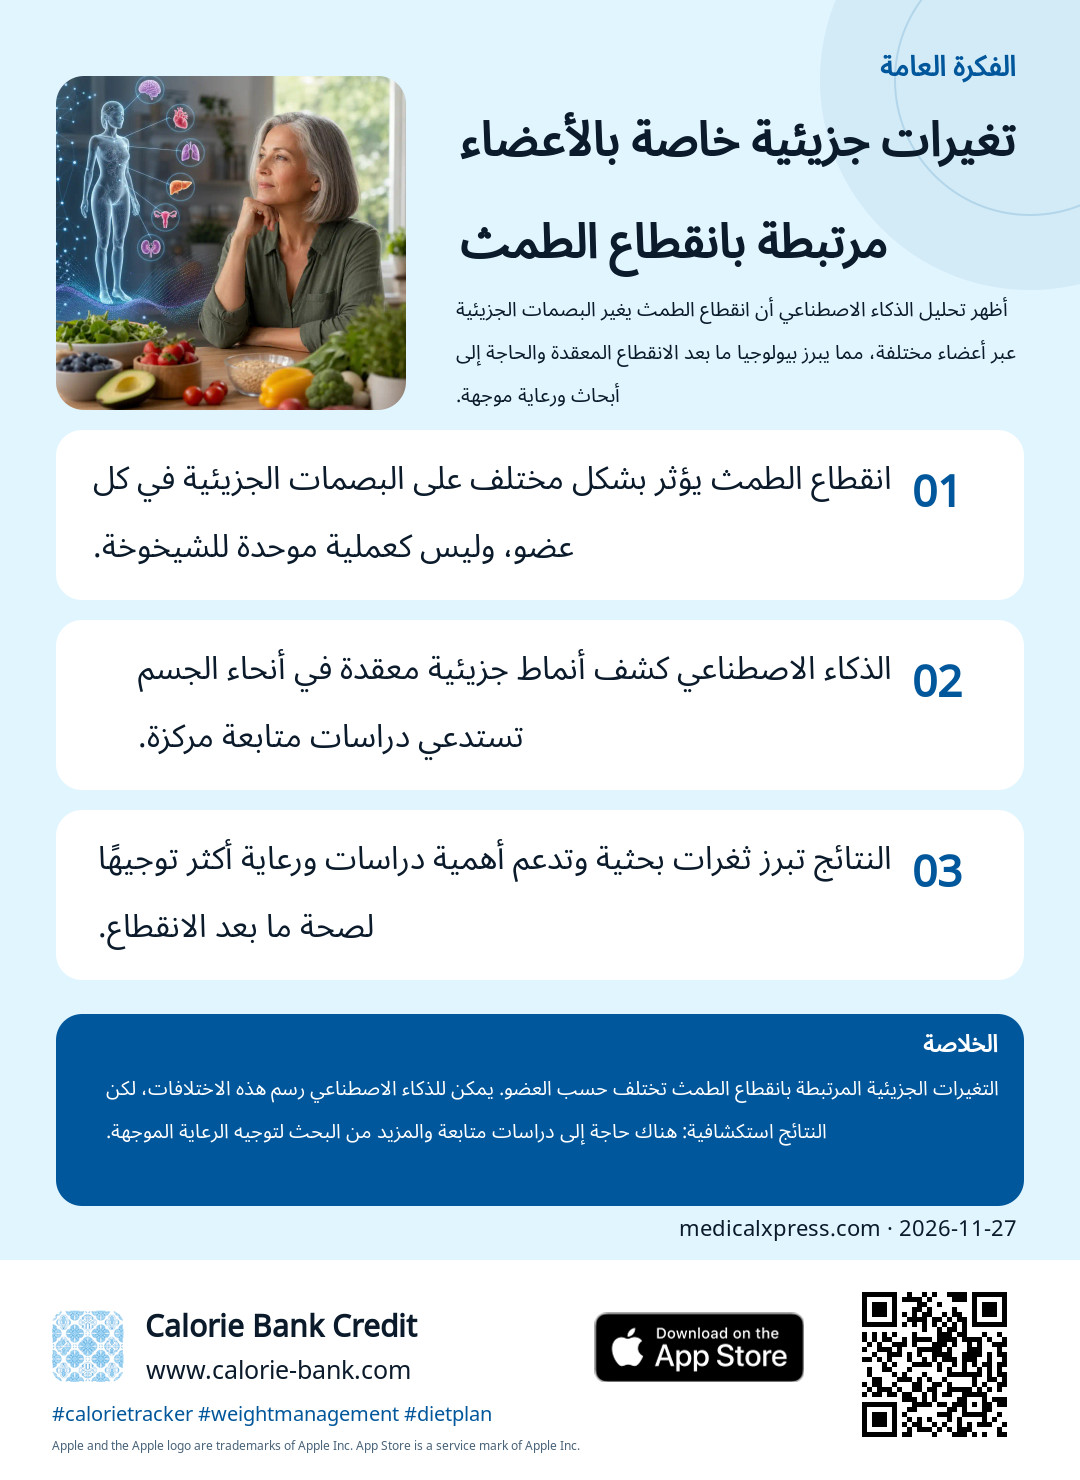 الفكرة العامة
تغيرات جزيئية خاصة بالأعضاء
مرتبطة بانقطاع الطمث
أظهر تحليل الذكاء الاصطناعي أن انقطاع الطمث يغير البصمات الجزيئية
عبر أعضاء مختلفة، مما يبرز بيولوجيا ما بعد الانقطاع المعقدة والحاجة إلى
أبحاث ورعاية موجهة.
01
انقطاع الطمث يؤثر بشكل مختلف على البصمات الجزيئية في كل
عضو، وليس كعملية موحدة للشيخوخة.
02
الذكاء الاصطناعي كشف أنماط جزيئية معقدة في أنحاء الجسم
تستدعي دراسات متابعة مركزة.
03
النتائج تبرز ثغرات بحثية وتدعم أهمية دراسات ورعاية أكثر توجيهًا
لصحة ما بعد الانقطاع.
الخلاصة
التغيرات الجزيئية المرتبطة بانقطاع الطمث تختلف حسب العضو. يمكن للذكاء الاصطناعي رسم هذه الاختلافات، لكن
النتائج استكشافية: هناك حاجة إلى دراسات متابعة والمزيد من البحث لتوجيه الرعاية الموجهة.
medicalxpress.com · 2026-11-27
Calorie Bank Credit
www.calorie-bank.com
Download on the
App Store
#calorietracker #weightmanagement #dietplan
Apple and the Apple logo are trademarks of Apple Inc. App Store is a service mark of Apple Inc.